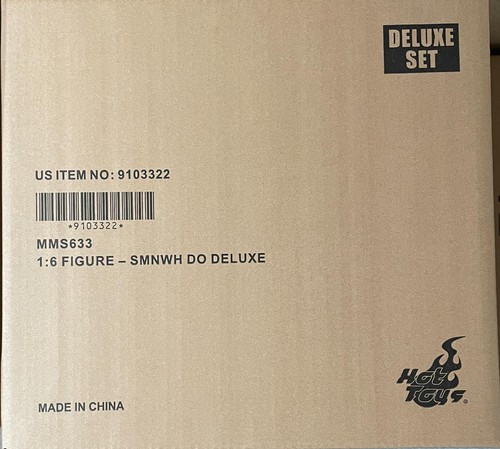 DELUXE
SET
US ITEM NO: 9103322
*9103322*
MMS633
1:6 FIGURE – SMNWH DO DELUXE
Hot
Toys®
MADE IN CHINA